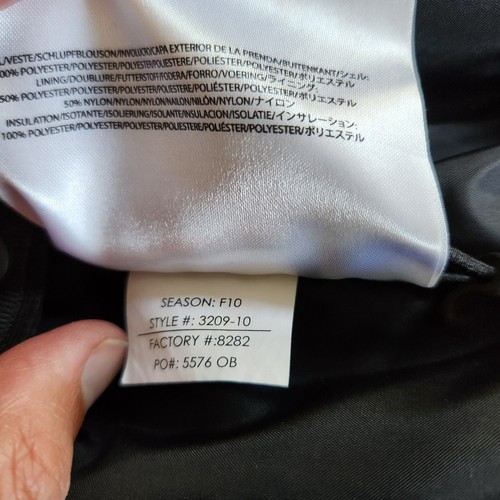 /VESTE/SCHLUPFBLOUSON/INVOLUCRO/CAPA EXTERIOR DE LA PRENDA/BUITENKANT/シェル:
100% POLYESTER/POLYESTER/POLYESTER/POLIESTERE/POLIÉSTER/POLYESTER/ポリエステル
LINING/DOUBLURE/FUTTERSTOFF/FODERA/FORRO/VOERING/ライニング:
50% POLYESTER/POLYESTER/POLYESTER/POLIESTERE/POLIÉSTER/POLYESTER/ポリエステル
50% NYLON/NYLON/NYLON/NAILON/NILÓN/NYLON/ナイロン
INSULATION/ISOTANTE/ISOLIERUNG/ISOLANTE/INSULACION/ISOLATIE/インサレーション:
100% POLYESTER/POLYESTER/POLYESTER/POLIESTERE/POLIÉSTER/POLYESTER/ポリエステル
SEASON: F10
STYLE #: 3209-10
FACTORY #:8282
PO#: 5576 OB